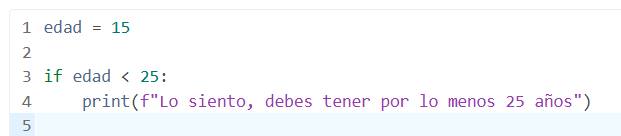 1 edad = 15
2
3 if edad < 25:
4     print(f"Lo siento, debes tener por lo menos 25 años")
5